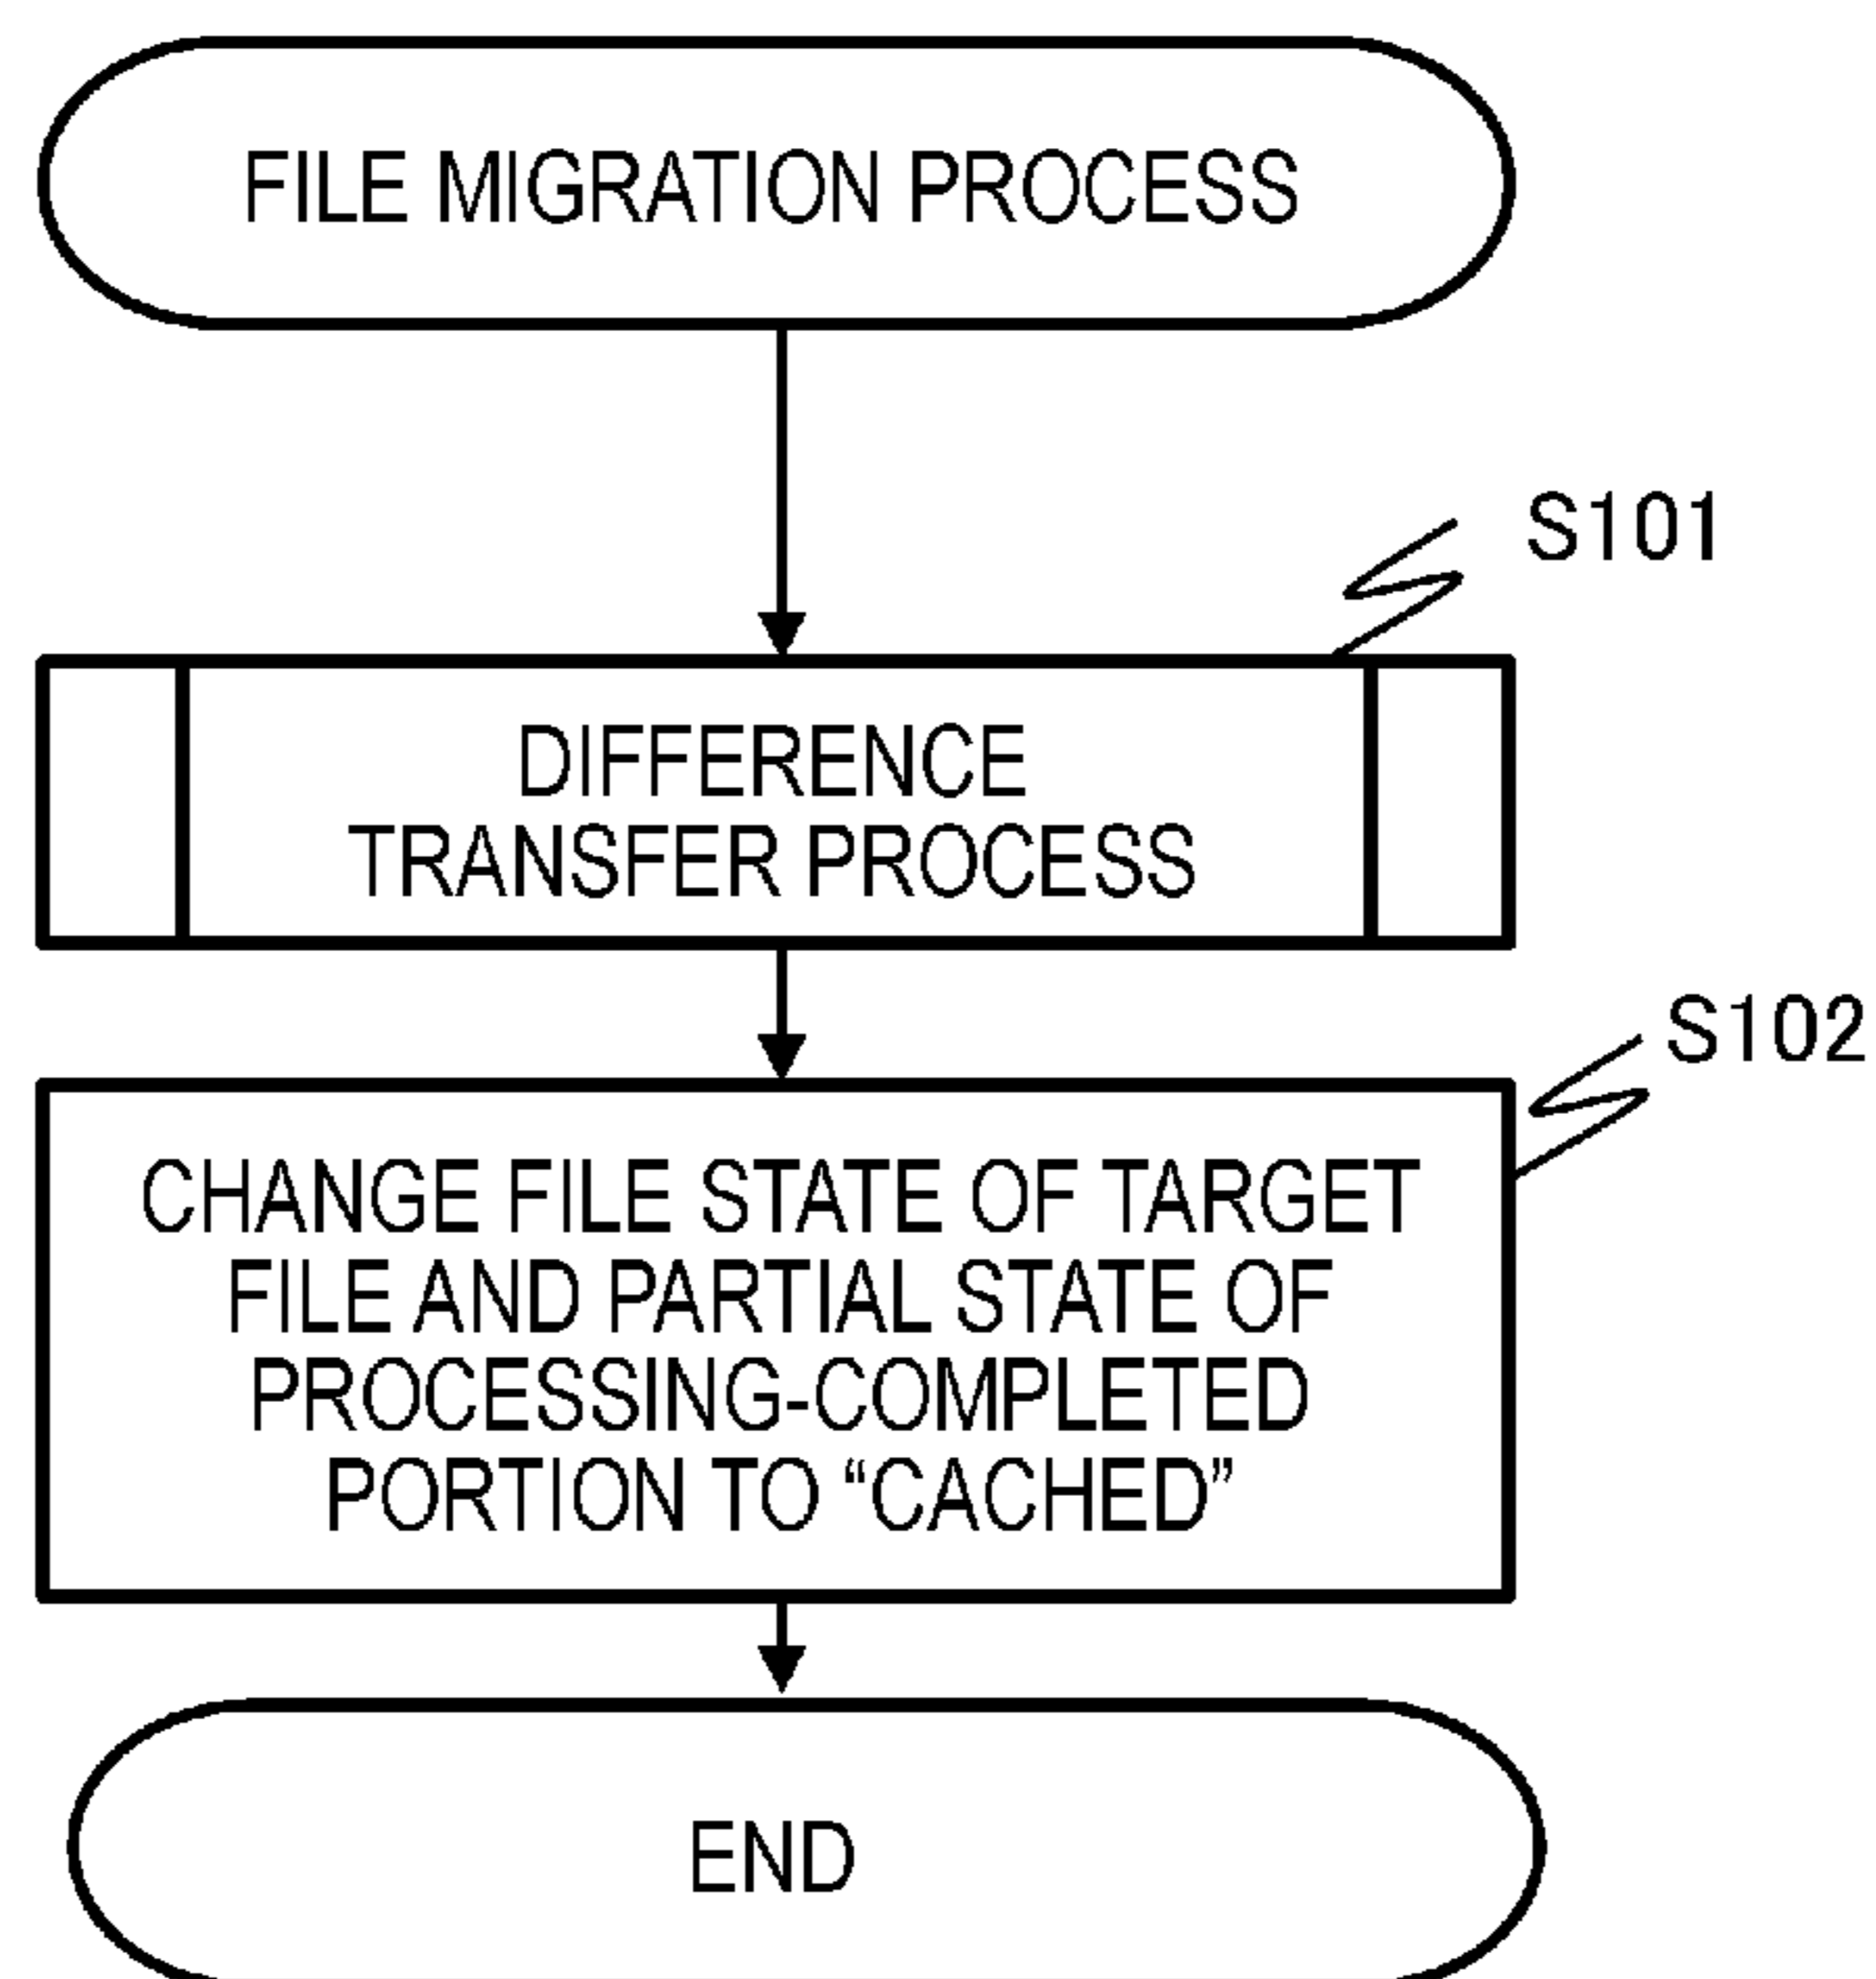 FILE MIGRATION PROCESS
S101
DIFFERENCE
TRANSFER PROCESS
S102
CHANGE FILE STATE OF TARGET
FILE AND PARTIAL STATE OF
PROCESSING-COMPLETED
PORTION TO “CACHED”
END